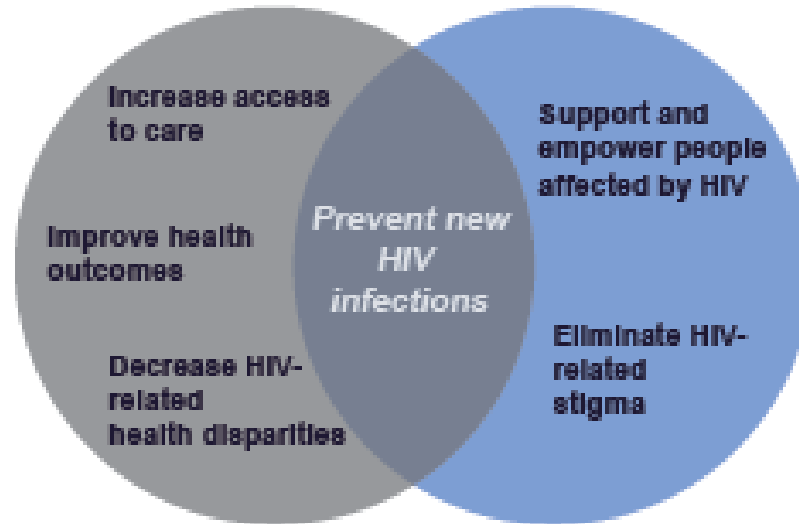 Increase access
to care
Improve health
outcomes
Decrease HIV-
related
health disparities
Prevent new
HIV
infections
Support and
empower people
affected by HIV
Eliminate HIV-
related
stigma